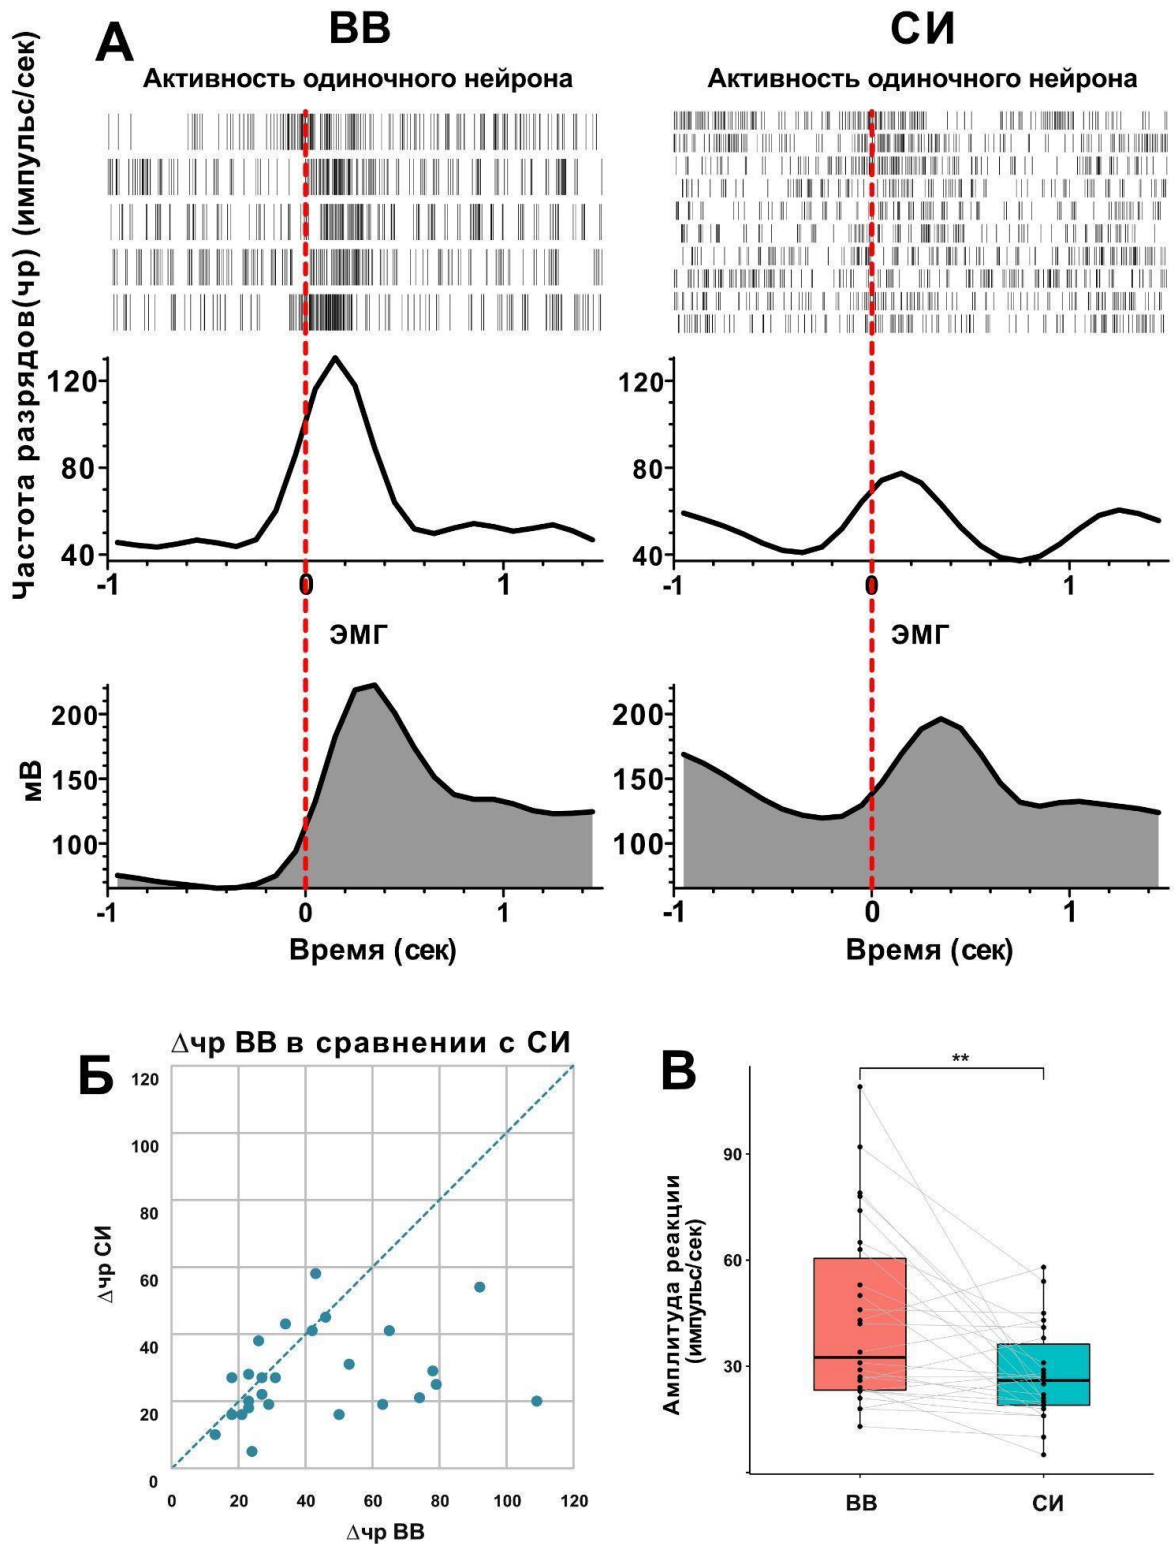 А
ВВ
СИ
Активность одиночного нейрона
Активность одиночного нейрона
Частота разрядов(чр) (импульс/сек)
120
80
40
-1
0
1
120
80
40
-1
0
1
ЭМГ
ЭМГ
мВ
200
150
100
-1
0
1
Время (сек)
200
150
100
-1
0
1
Время (сек)
Б
∆чр ВВ в сравнении с СИ
∆чр СИ
120
100
80
60
40
20
0
0 20 40 60 80 100 120
∆чр ВВ
В
**
Амплитуда реакции
(импульс/сек)
90
60
30
ВВ
СИ